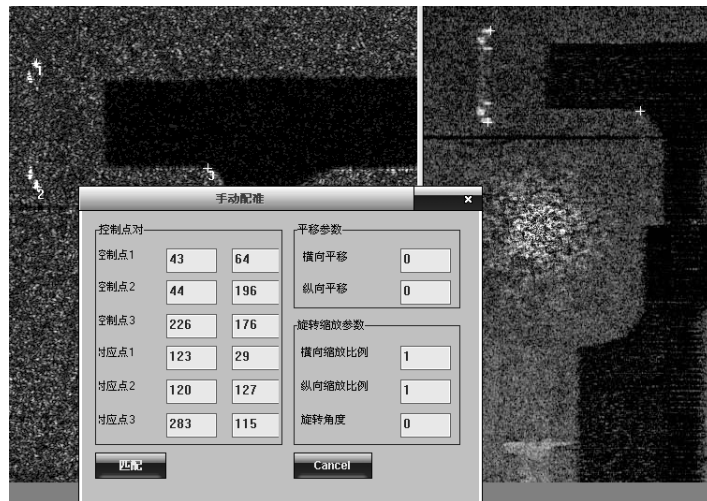 1
2
3
手动配准
×
控制点对
控制点1 43 64
控制点2 44 196
控制点3 226 176
对应点1 123 29
对应点2 120 127
对应点3 283 115
匹配
平移参数
横向平移 0
纵向平移 0
旋转缩放参数
横向缩放比例 1
纵向缩放比例 1
旋转角度 0
Cancel